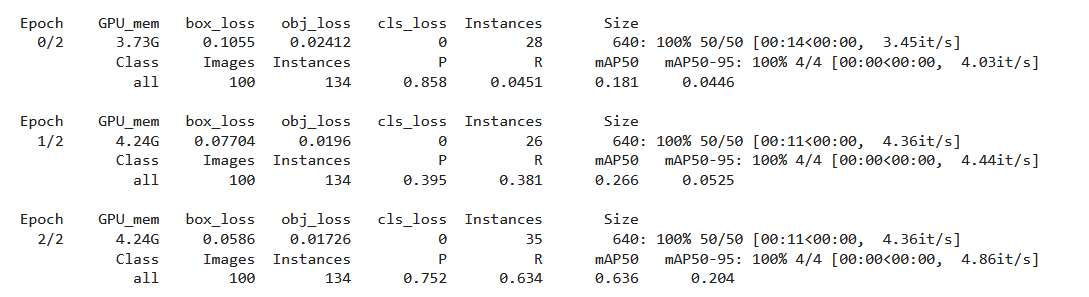 Epoch GPU_mem box_loss obj_loss cls_loss Instances Size
0/2 3.73G 0.1055 0.02412 0 28 640: 100% 50/50 [00:14<00:00, 3.45it/s]
Class Images Instances P R mAP50 mAP50-95: 100% 4/4 [00:00<00:00, 4.03it/s]
all 100 134 0.858 0.0451 0.181 0.0446
Epoch GPU_mem box_loss obj_loss cls_loss Instances Size
1/2 4.24G 0.07704 0.0196 0 26 640: 100% 50/50 [00:11<00:00, 4.36it/s]
Class Images Instances P R mAP50 mAP50-95: 100% 4/4 [00:00<00:00, 4.44it/s]
all 100 134 0.395 0.381 0.266 0.0525
Epoch GPU_mem box_loss obj_loss cls_loss Instances Size
2/2 4.24G 0.0586 0.01726 0 35 640: 100% 50/50 [00:11<00:00, 4.36it/s]
Class Images Instances P R mAP50 mAP50-95: 100% 4/4 [00:00<00:00, 4.86it/s]
all 100 134 0.752 0.634 0.636 0.204